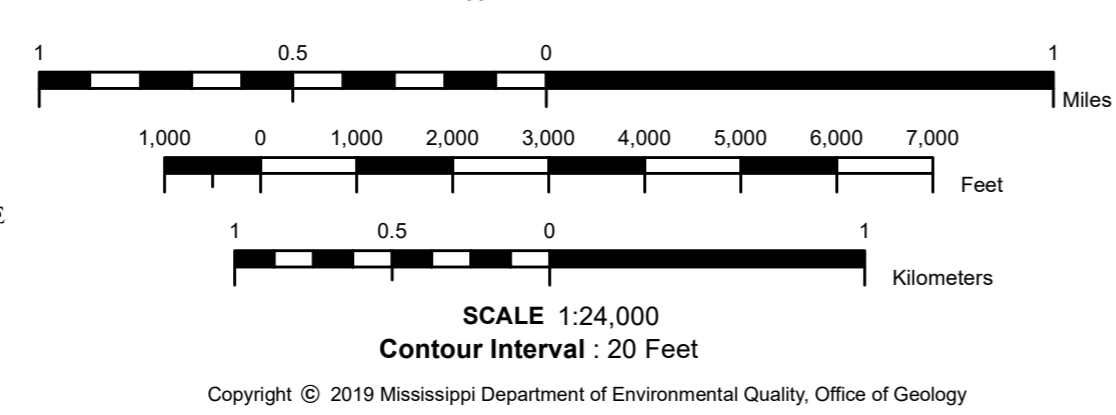 1 0.5 0 1
Miles
1,000 0 1,000 2,000 3,000 4,000 5,000 6,000 7,000
Feet
1 0.5 0 1
Kilometers
SCALE 1:24,000
Contour Interval : 20 Feet
Copyright © 2019 Mississippi Department of Environmental Quality, Office of Geology